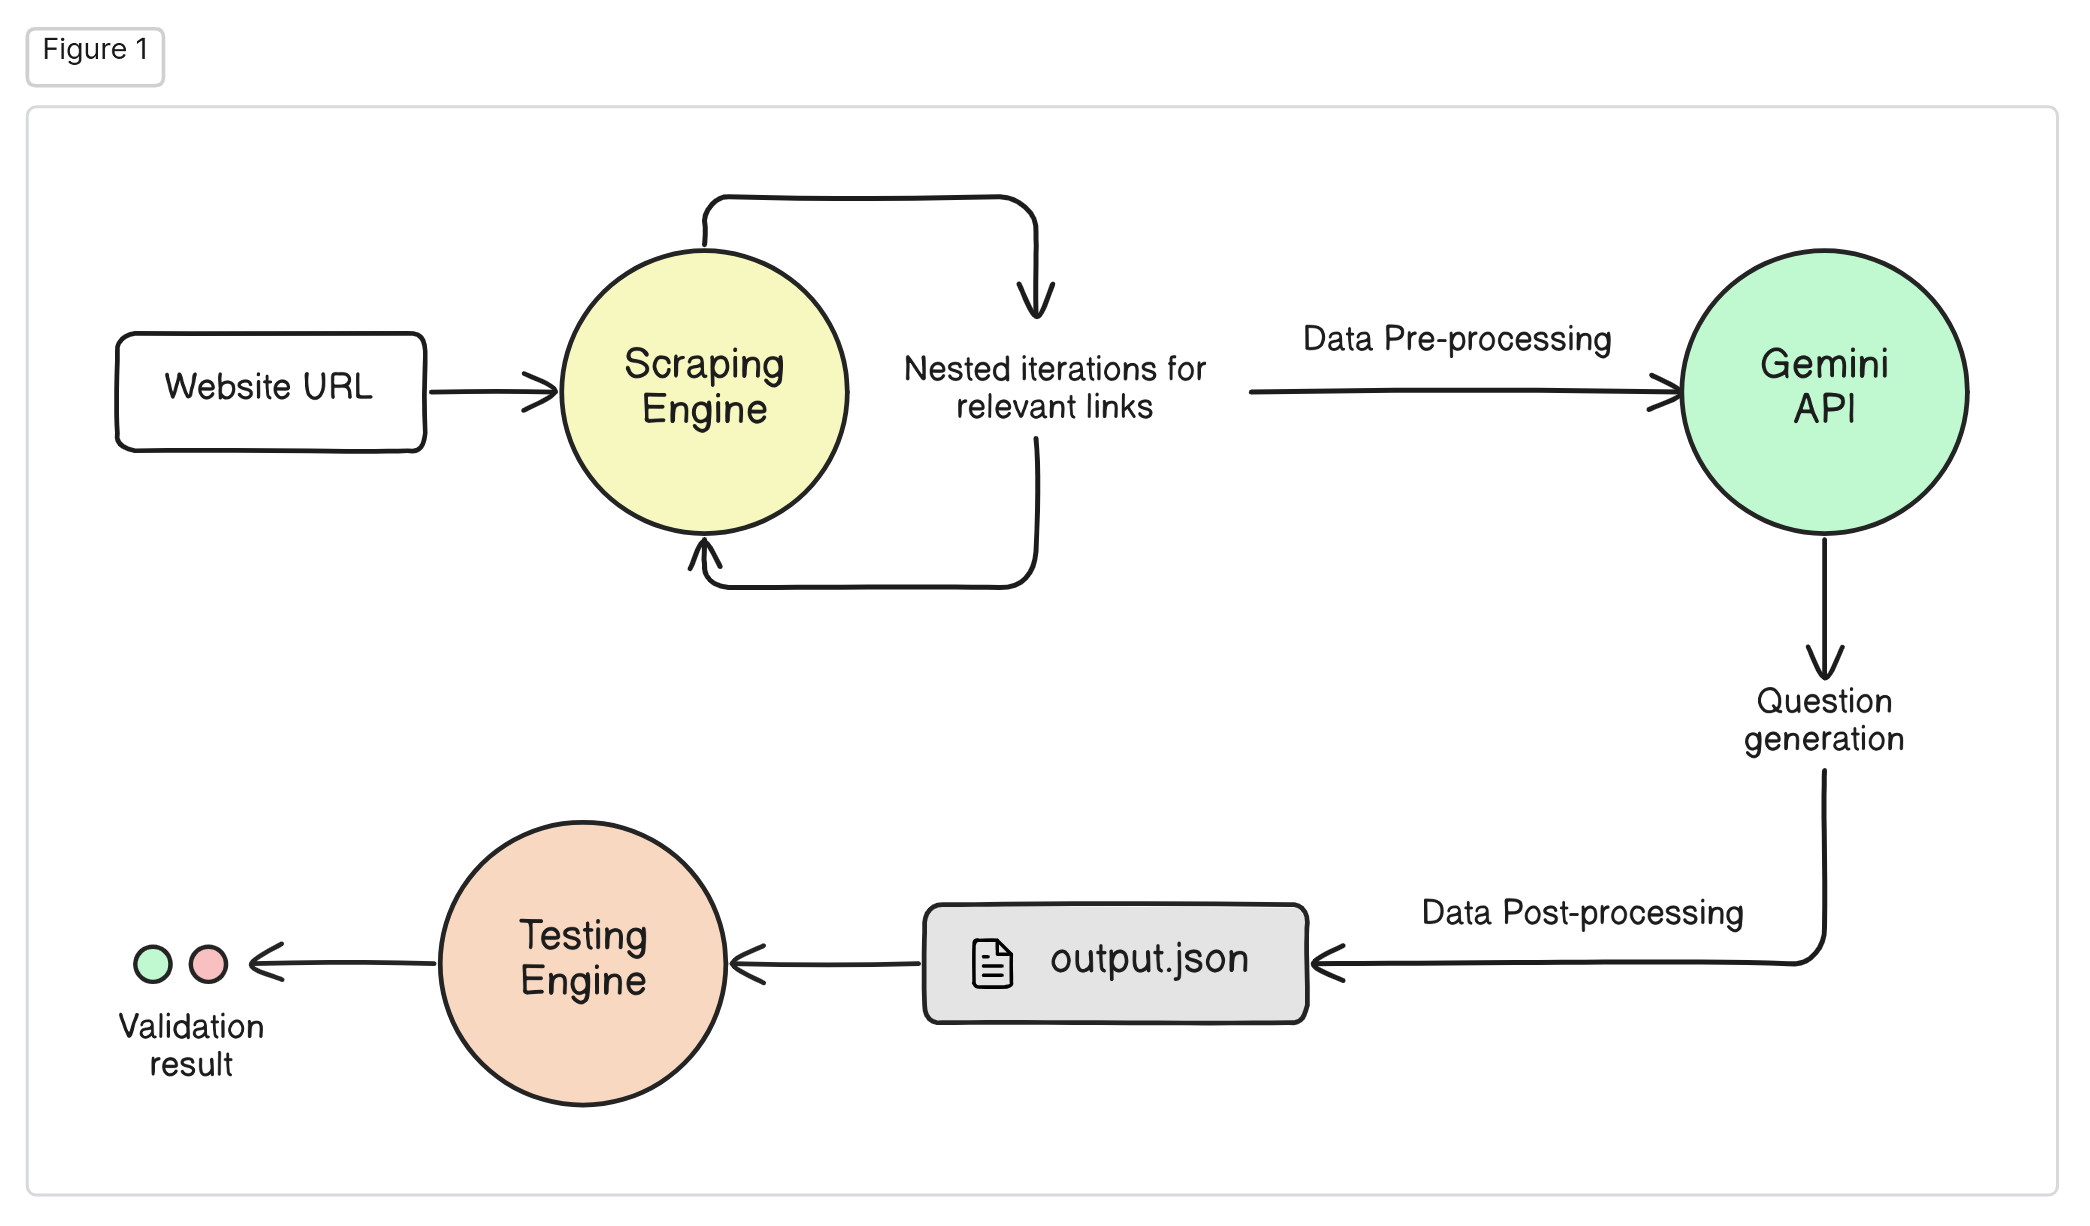 Figure 1
Website URL
Scraping
Engine
Nested iterations for
relevant links
Data Pre-processing
Gemini
API
Question
generation
Data Post-processing
output.json
Testing
Engine
Validation
result